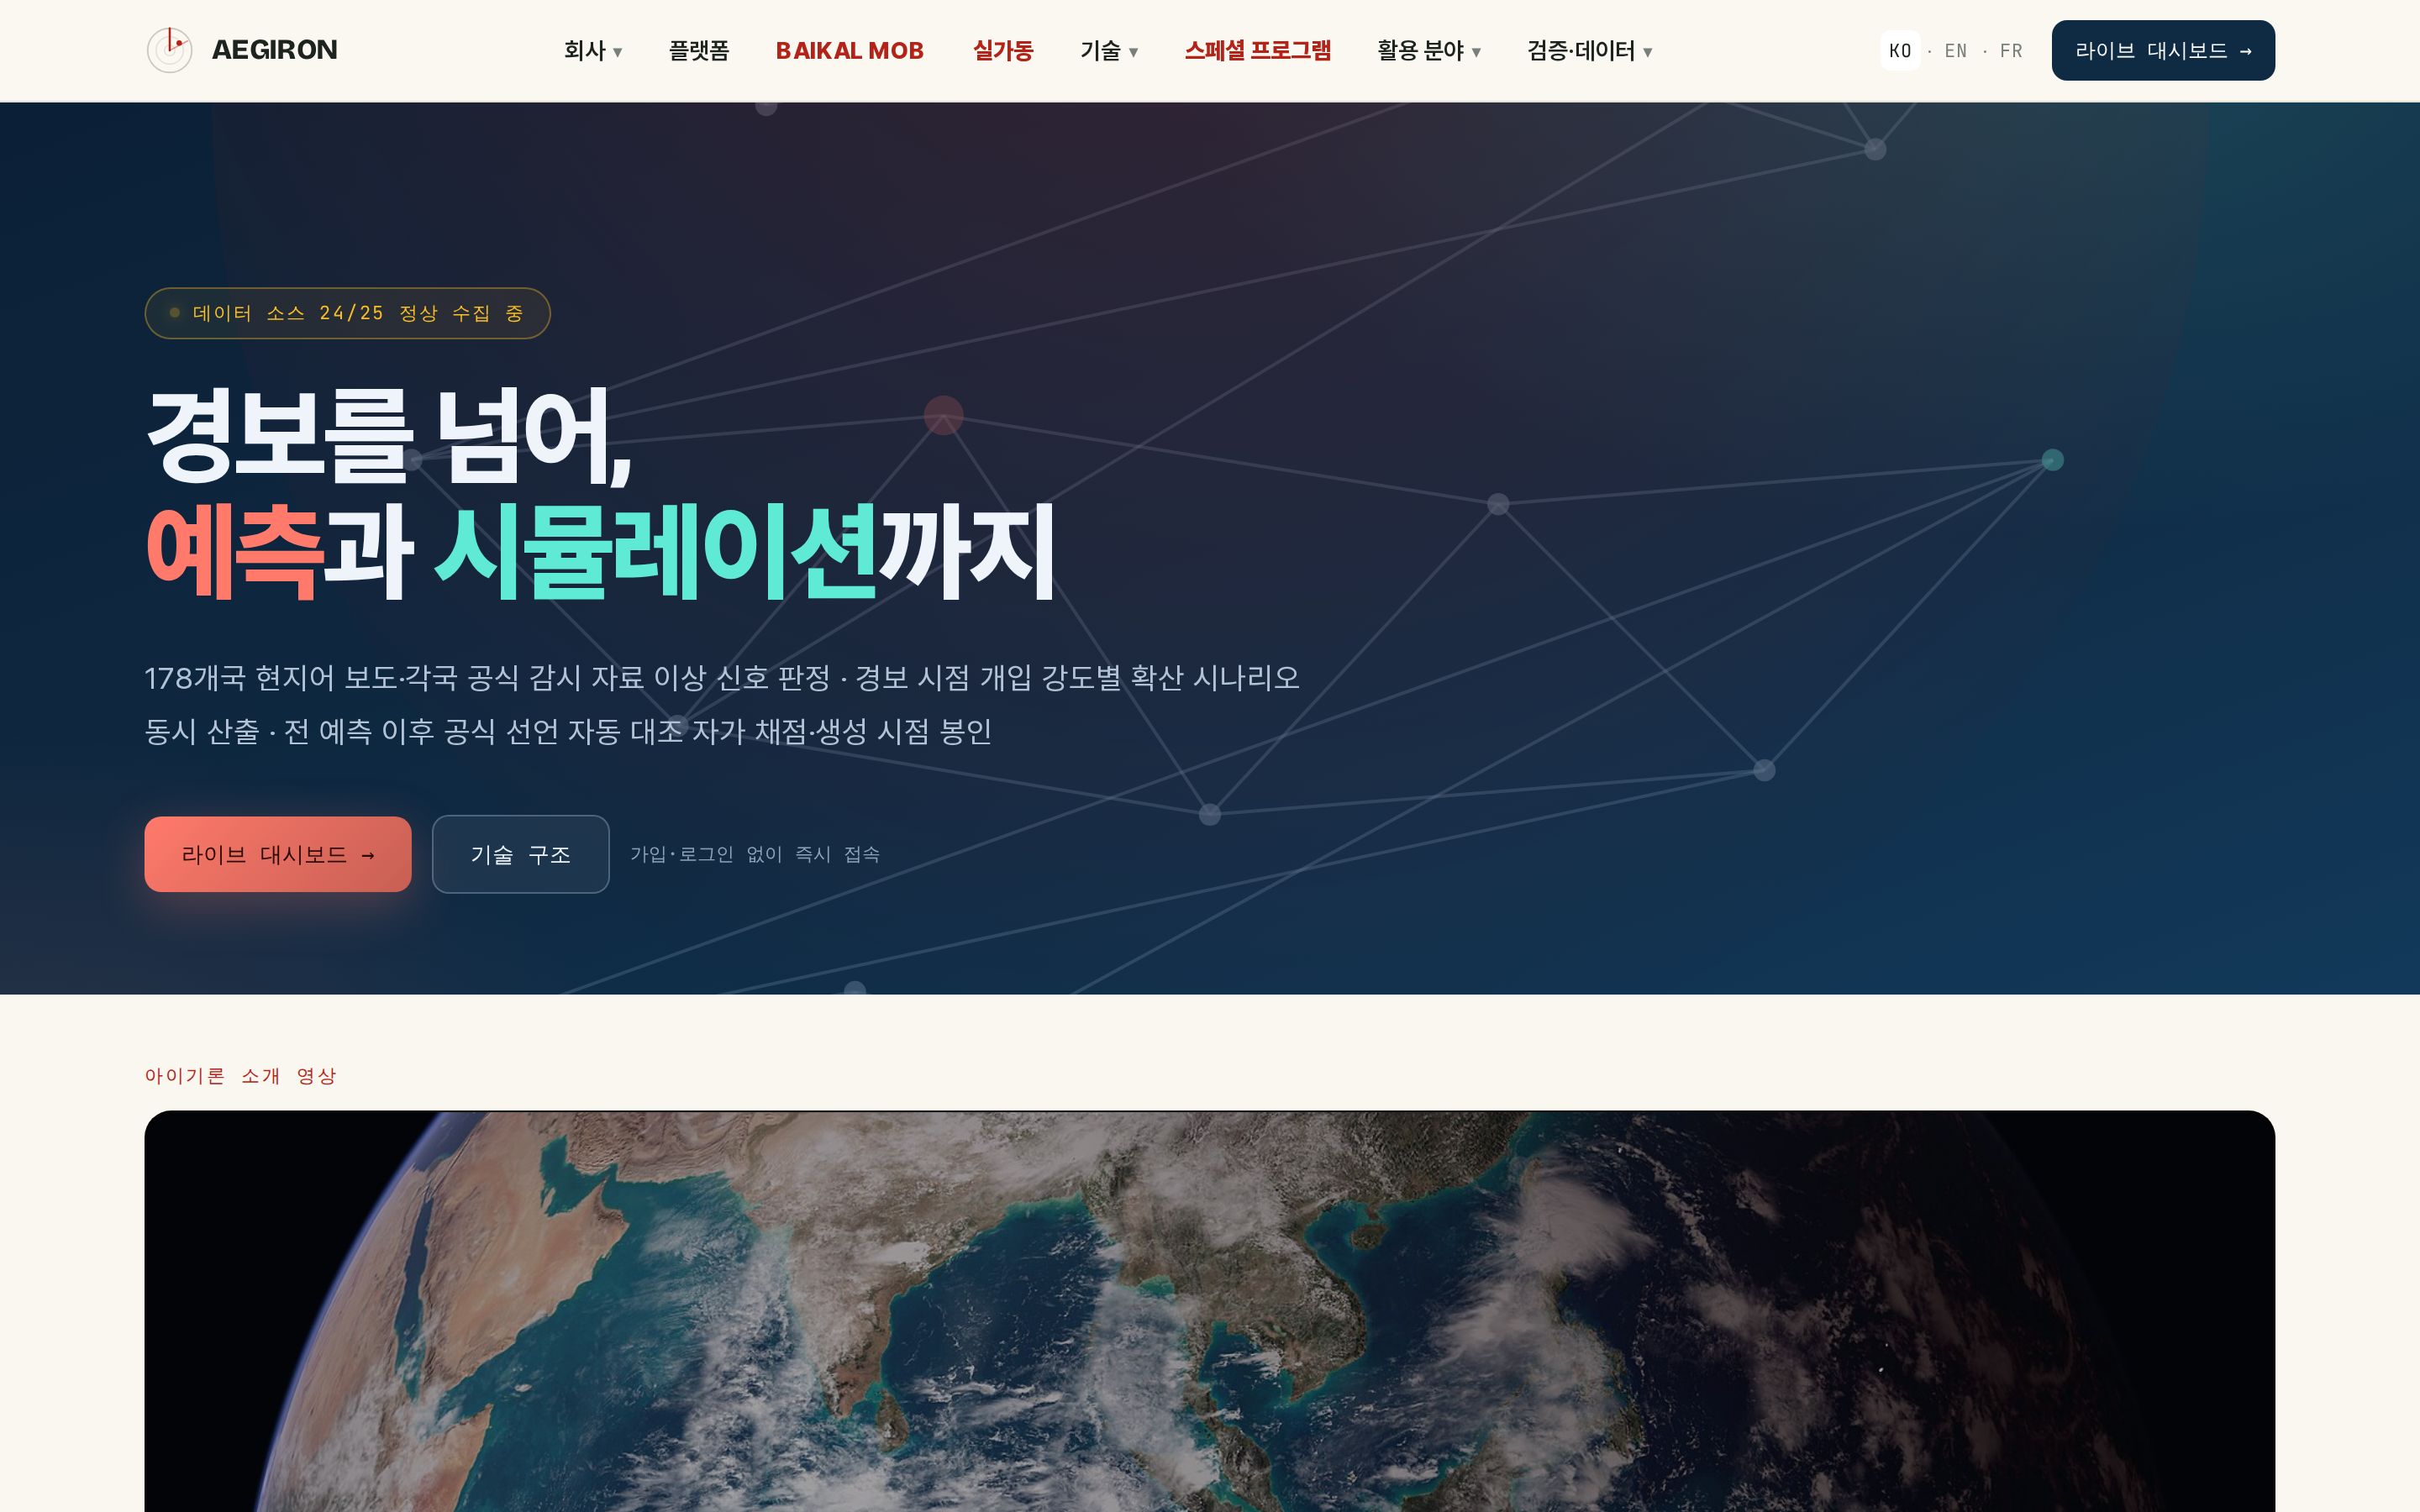 AEGIRON
회사 ▾
플랫폼
BAIKAL MOB
실가동
기술 ▾
스페셜 프로그램
활용 분야 ▾
검증·데이터 ▾
KO · EN · FR
라이브 대시보드 →
데이터 소스 24/25 정상 수집 중
경보를 넘어,
예측과 시뮬레이션까지
178개국 현지어 보도·각국 공식 감시 자료 이상 신호 판정 · 경보 시점 개입 강도별 확산 시나리오
동시 산출 · 전 예측 이후 공식 선언 자동 대조 자가 채점·생성 시점 봉인
라이브 대시보드 →
기술 구조
가입·로그인 없이 즉시 접속
아이기론 소개 영상